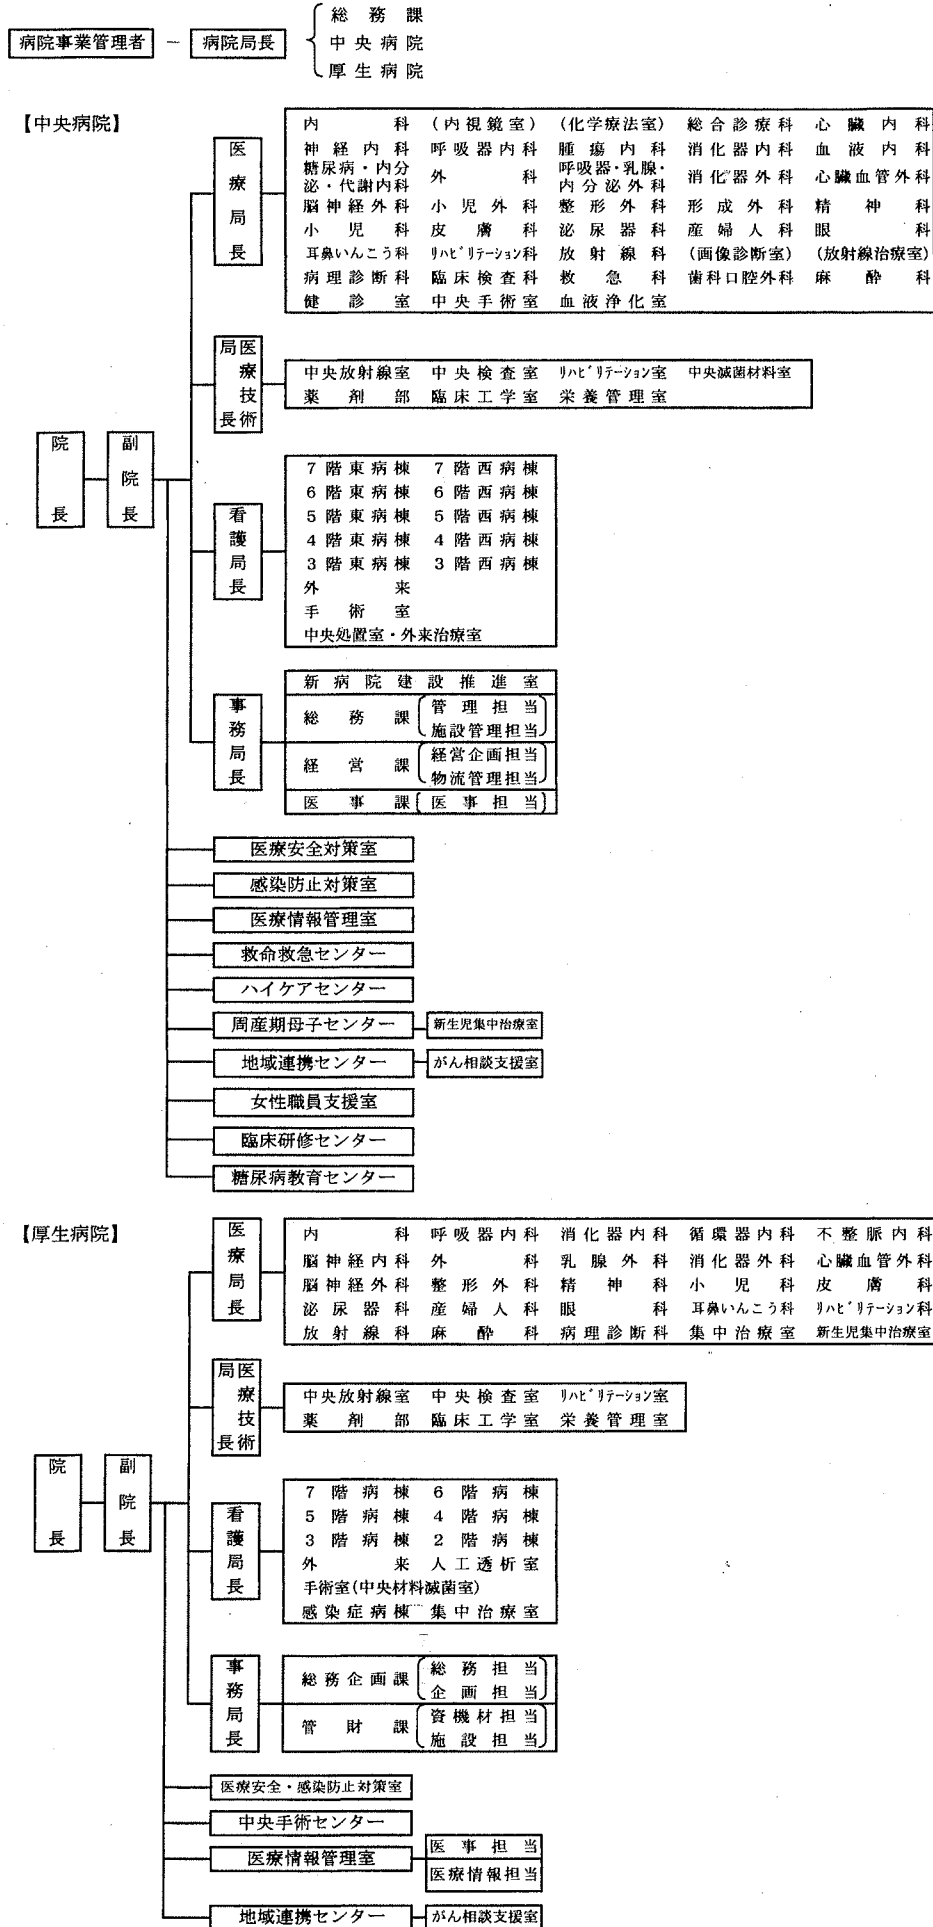 病院事業管理者 － 病院局長
総務課
中央病院
厚生病院
【中央病院】
院長
副院長
医療局長
内科 (内視鏡室) (化学療法室) 総合診療科 心臓内科
神経内科 呼吸器内科 腫瘍内科 消化器内科 血液内科
糖尿病・内分泌・代謝内科 外科 呼吸器・乳腺・内分泌外科 消化器外科 心臓血管外科
脳神経外科 小児外科 整形外科 形成外科 精神科
小児科 皮膚科 泌尿器科 産婦人科 眼科
耳鼻いんこう科 ﾘﾊﾋﾞﾘﾃｰｼｮﾝ科 放射線科 (画像診断室) (放射線治療室)
病理診断科 臨床検査科 救急科 歯科口腔外科 麻酔科
健診室 中央手術室 血液浄化室
医療技術局長
中央放射線室 中央検査室 ﾘﾊﾋﾞﾘﾃｰｼｮﾝ室 中央滅菌材料室
薬剤部 臨床工学室 栄養管理室
看護局長
7階東病棟 7階西病棟
6階東病棟 6階西病棟
5階東病棟 5階西病棟
4階東病棟 4階西病棟
3階東病棟 3階西病棟
外来
手術室
中央処置室・外来治療室
事務局長
新病院建設推進室
総務課 管理担当
施設管理担当
経営課 経営企画担当
物流管理担当
医事課 医事担当
医療安全対策室
感染防止対策室
医療情報管理室
救命救急センター
ハイケアセンター
周産期母子センター 新生児集中治療室
地域連携センター がん相談支援室
女性職員支援室
臨床研修センター
糖尿病教育センター
【厚生病院】
院長
副院長
医療局長
内科 呼吸器内科 消化器内科 循環器内科 不整脈内科
脳神経内科 外科 乳腺外科 消化器外科 心臓血管外科
脳神経外科 整形外科 精神科 小児科 皮膚科
泌尿器科 産婦人科 眼科 耳鼻いんこう科 ﾘﾊﾋﾞﾘﾃｰｼｮﾝ科
放射線科 麻酔科 病理診断科 集中治療室 新生児集中治療室
医療技術局長
中央放射線室 中央検査室 ﾘﾊﾋﾞﾘﾃｰｼｮﾝ室
薬剤部 臨床工学室 栄養管理室
看護局長
7階病棟 6階病棟
5階病棟 4階病棟
3階病棟 2階病棟
外来 人工透析室
手術室(中央材料滅菌室)
感染症病棟 集中治療室
事務局長
総務企画課 総務担当
企画担当
管財課 資機材担当
施設担当
医療安全・感染防止対策室
中央手術センター
医療情報管理室 医事担当
医療情報担当
地域連携センター がん相談支援室